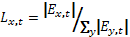 L_{x,t} = |E_{x,t}| / ∑_y |E_{y,t}|